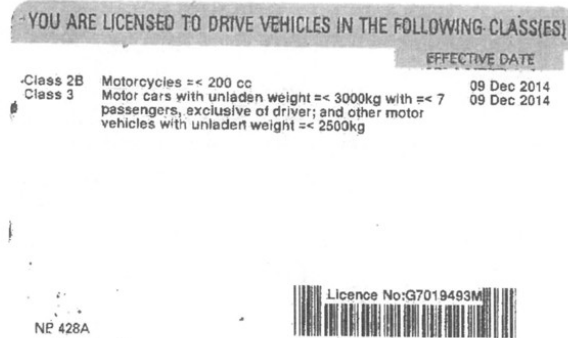 YOU ARE LICENSED TO DRIVE VEHICLES IN THE FOLLOWING CLASS(ES)
EFFECTIVE DATE
Class 2B Motorcycles =< 200 cc 09 Dec 2014
Class 3 Motor cars with unladen weight =< 3000kg with =< 7 09 Dec 2014
passengers, exclusive of driver; and other motor
vehicles with unladen weight =< 2500kg
Licence No:G7019493M
NP 428A